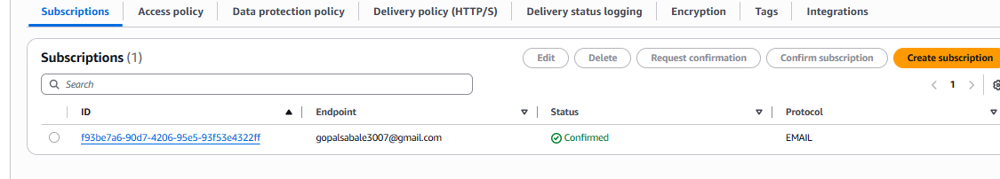 Subscriptions Access policy Data protection policy Delivery policy (HTTP/S) Delivery status logging Encryption Tags Integrations
Subscriptions (1) Edit Delete Request confirmation Confirm subscription Create subscription
Search 1
ID Endpoint Status Protocol
f93be7a6-90d7-4206-95e5-93f53e4322ff gopalsabale3007@gmail.com Confirmed EMAIL